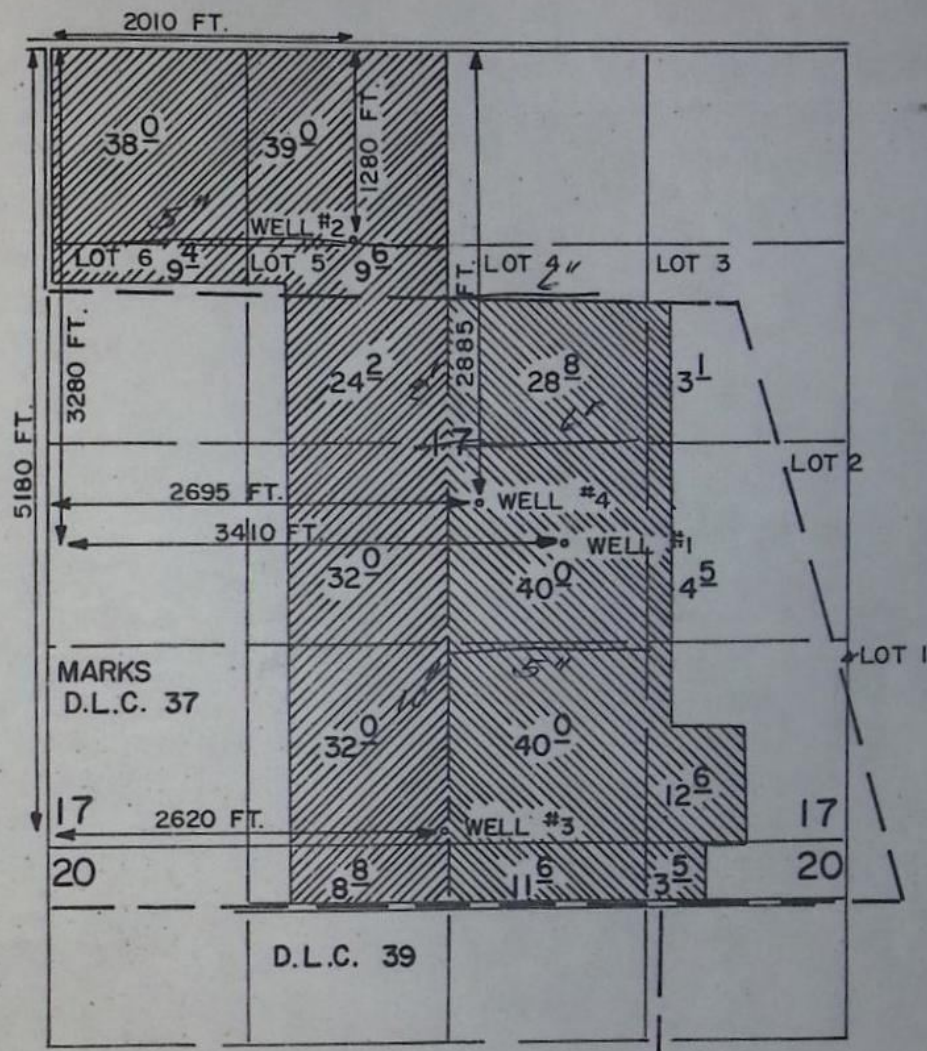 2010 FT.
38 0
39 0
1280 FT.
5"
WELL #2
LOT 6
9 4
LOT 5
9 6
LOT 4
LOT 3
3280 FT.
5180 FT.
2885 FT.
24 2
28 8
3 1
17
LOT 2
2695 FT.
WELL #4
3410 FT.
WELL #1
32 0
40 0
4 5
MARKS
D.L.C. 37
5"
10"
LOT 1
32 0
40 0
12 6
17
2620 FT.
WELL #3
17
20
8 8
11 6
3 5
20
D.L.C. 39